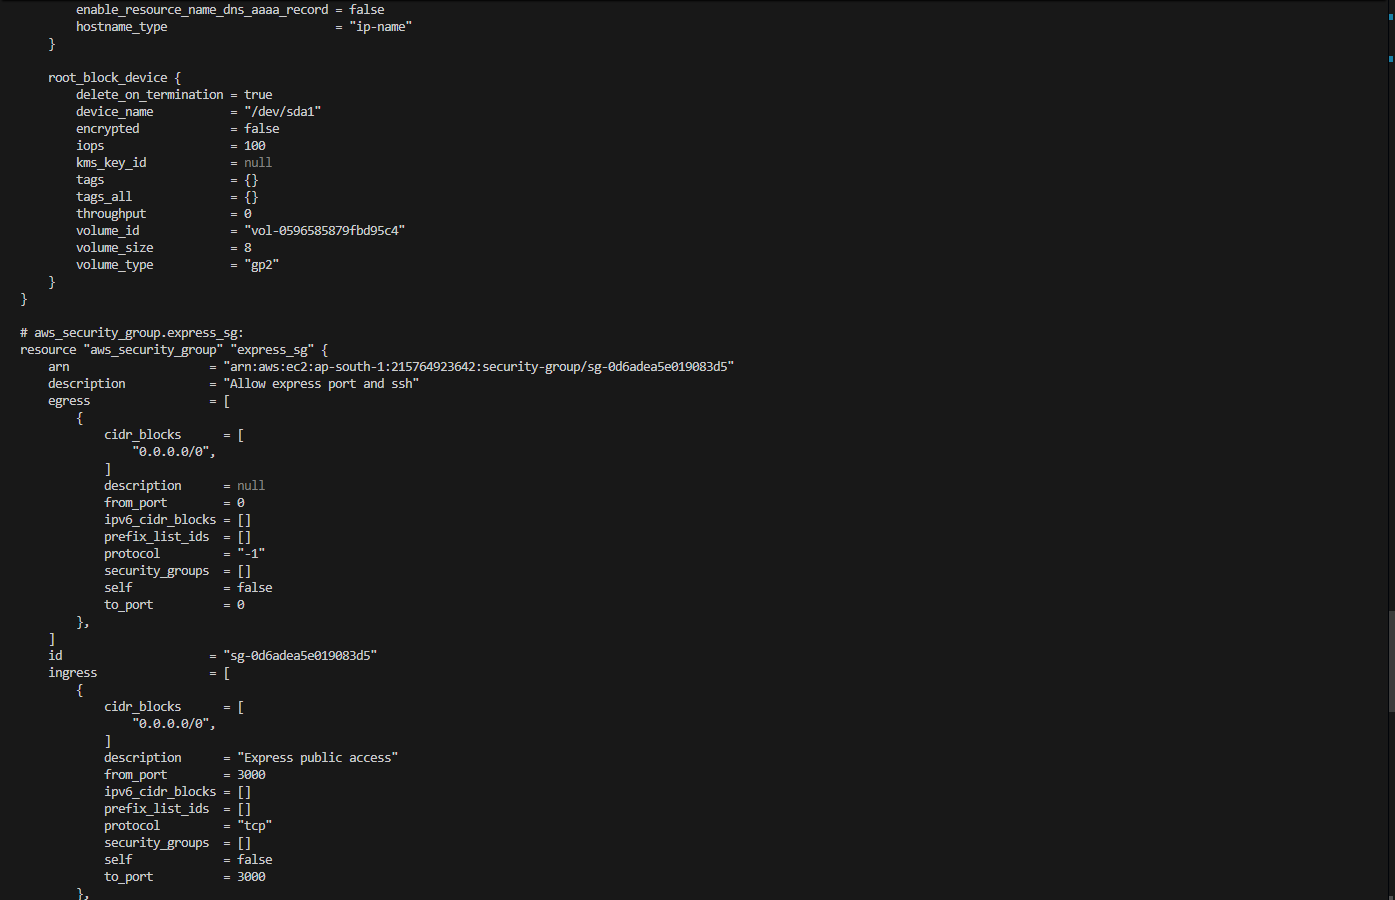 enable_resource_name_dns_aaaa_record = false
hostname_type = "ip-name"
}
root_block_device {
delete_on_termination = true
device_name = "/dev/sda1"
encrypted = false
iops = 100
kms_key_id = null
tags = {}
tags_all = {}
throughput = 0
volume_id = "vol-0596585879fbd95c4"
volume_size = 8
volume_type = "gp2"
}
}
# aws_security_group.express_sg:
resource "aws_security_group" "express_sg" {
arn = "arn:aws:ec2:ap-south-1:215764923642:security-group/sg-0d6adea5e019083d5"
description = "Allow express port and ssh"
egress = [
{
cidr_blocks = [
"0.0.0.0/0",
]
description = null
from_port = 0
ipv6_cidr_blocks = []
prefix_list_ids = []
protocol = "-1"
security_groups = []
self = false
to_port = 0
},
]
id = "sg-0d6adea5e019083d5"
ingress = [
{
cidr_blocks = [
"0.0.0.0/0",
]
description = "Express public access"
from_port = 3000
ipv6_cidr_blocks = []
prefix_list_ids = []
protocol = "tcp"
security_groups = []
self = false
to_port = 3000
},